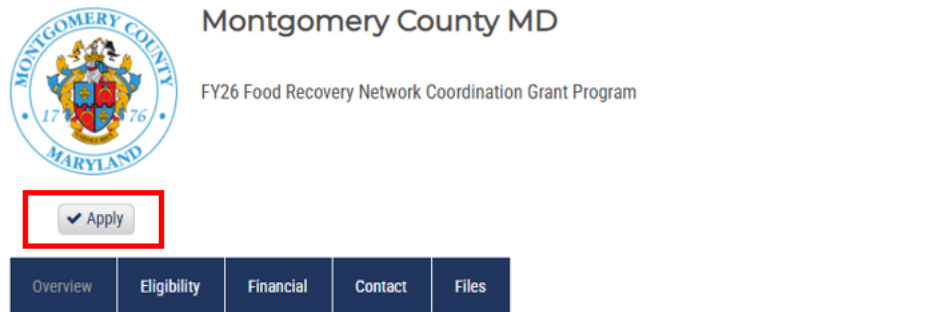 Montgomery County MD
FY26 Food Recovery Network Coordination Grant Program
MONTGOMERY COUNTY
17 76
MARYLAND
Apply
Overview Eligibility Financial Contact Files